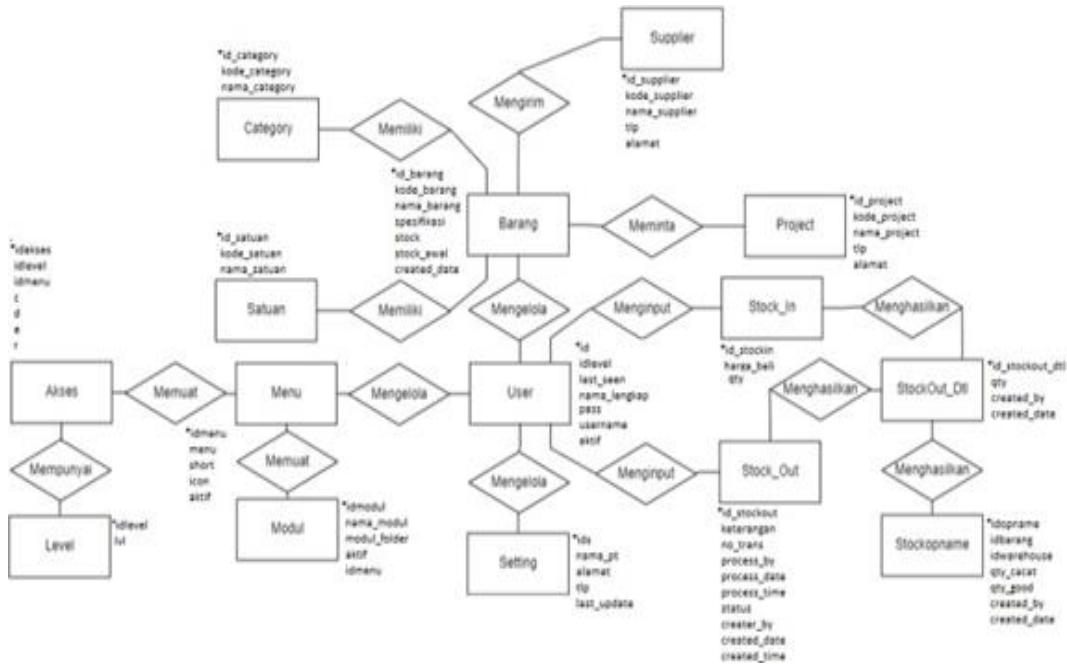 Supplier
*id_supplier
kode_supplier
name_supplier
tlp
alamat
Mengirim
*id_category
kode_category
nama_category
Category
Memiliki
*id_barang
kode_barang
nama_barang
spesifikasi
stock
stock_ewal
created_data
Barang
Meminta
Project
*id_project
kode_project
nama_project
tlp
alamat
*id_satuan
kode_satuan
nama_satuan
Satuan
Memiliki
Mengelola
*idakses
idlevel
idmenu
c
d
e
r
Akses
Memuat
Menu
*idmenu
menu
short
icon
aktif
Mengelola
User
*id
idlevel
last_seen
nama_lengkap
pass
username
aktif
Menginput
Stock_In
*id_stockin
harga_beli
qty
Menghasilkan
Menghasilkan
StockOut_Dtl
*id_stockout_dtl
qty
created_by
created_date
Mempunyai
Level
*idlevel
lvl
Memuat
Modul
*idmodul
nama_modul
modul_folder
aktif
idmenu
Mengelola
Setting
*ids
nama_pt
alamat
tlp
last_update
Menginput
Stock_Out
*id_stockout
keterangan
no_trans
process_by
process_date
process_time
status
creater_by
created_date
created_time
Menghasilkan
Stockopname
*idopname
idbarang
idwarehouse
qty_cacat
qty_good
created_by
created_date